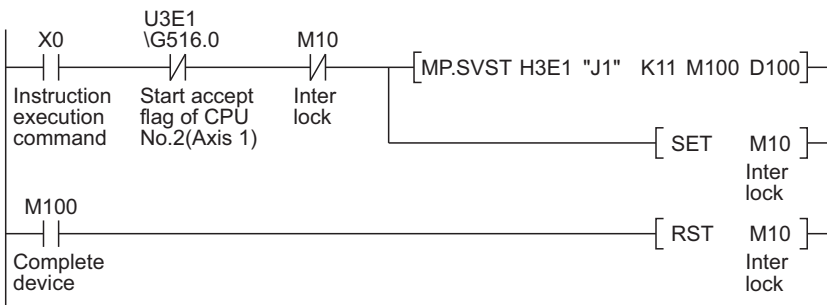 U3E1
X0 \G516.0 M10
MP.SVST H3E1 "J1" K11 M100 D100
Instruction execution command
Start accept flag of CPU No.2(Axis 1)
Inter lock
SET M10
Inter lock
M100
RST M10
Complete device
Inter lock